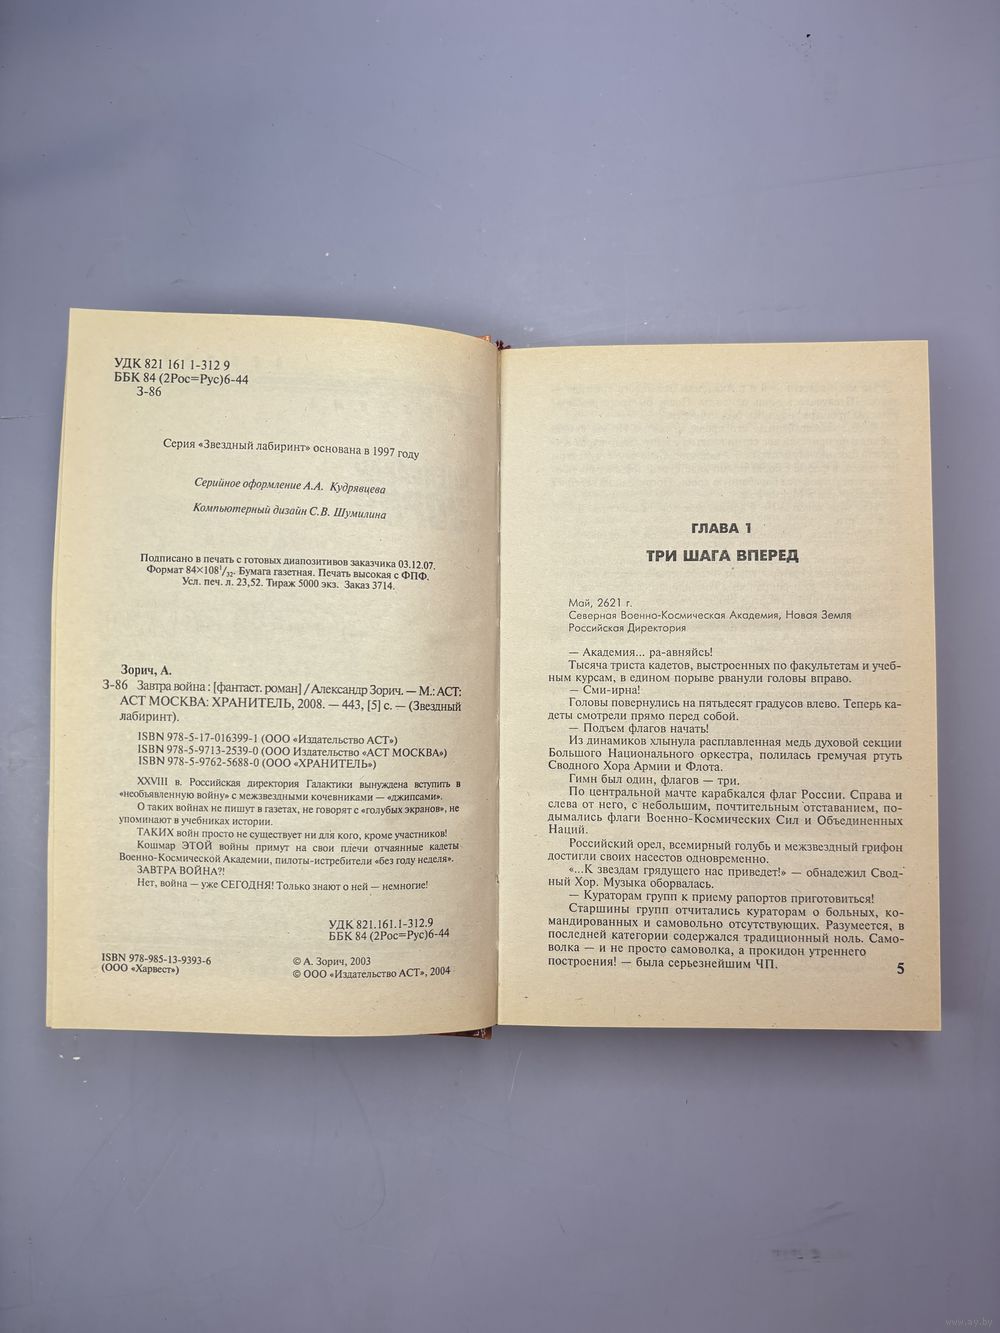 УДК 821 161 1-312 9
ББК 84 (2Рос=Рус)6-44
З-86
Серия «Звездный лабиринт» основана в 1997 году
Серийное оформление А.А. Кудрявцева
Компьютерный дизайн С.В. Шумилина
Подписано в печать с готовых диапозитивов заказчика 03.12.07.
Формат 84×108¹/₃₂. Бумага газетная. Печать высокая с ФПФ.
Усл. печ. л. 23,52. Тираж 5000 экз. Заказ 3714.
Зорич, А.
З-86 Завтра война : [фантаст. роман] / Александр Зорич. — М.: АСТ:
АСТ МОСКВА: ХРАНИТЕЛЬ, 2008. — 443, [5] с. — (Звездный
лабиринт).
ISBN 978-5-17-016399-1 (ООО «Издательство АСТ»)
ISBN 978-5-9713-2539-0 (ООО Издательство «АСТ МОСКВА»)
ISBN 978-5-9762-5688-0 (ООО «ХРАНИТЕЛЬ»)
XXVIII в. Российская директория Галактики вынуждена вступить в
«необъявленную войну» с межзвездными кочевниками — «джипсами».
О таких войнах не пишут в газетах, не говорят с «голубых экранов», не
упоминают в учебниках истории.
ТАКИХ войн просто не существует ни для кого, кроме участников!
Кошмар ЭТОЙ войны примут на свои плечи отчаянные кадеты
Военно-Космической Академии, пилоты-истребители «без году неделя».
ЗАВТРА ВОЙНА?!
Нет, война — уже СЕГОДНЯ! Только знают о ней — немногие!
УДК 821.161.1-312.9
ББК 84 (2Рос=Рус)6-44
ISBN 978-985-13-9393-6
(ООО «Харвест»)
© А. Зорич, 2003
© ООО «Издательство АСТ», 2004
ГЛАВА 1
ТРИ ШАГА ВПЕРЕД
Май, 2621 г.
Северная Военно-Космическая Академия, Новая Земля
Российская Директория
— Академия... ра-авняйсь!
Тысяча триста кадетов, выстроенных по факультетам и учеб-
ным курсам, в едином порыве рванули головы вправо.
— Сми-ирна!
Головы повернулись на пятьдесят градусов влево. Теперь ка-
деты смотрели прямо перед собой.
— Подъем флагов начать!
Из динамиков хлынула расплавленная медь духовой секции
Большого Национального оркестра, полилась гремучая ртуть
Сводного Хора Армии и Флота.
Гимн был один, флагов — три.
По центральной мачте карабкался флаг России. Справа и
слева от него, с небольшим, почтительным отставанием, по-
дымались флаги Военно-Космических Сил и Объединенных
Наций.
Российский орел, всемирный голубь и межзвездный грифон
достигли своих насестов одновременно.
«...К звездам грядущего нас приведет!» — обнадежил Свод-
ный Хор. Музыка оборвалась.
— Кураторам групп к приему рапортов приготовиться!
Старшины групп отчитались кураторам о больных, ко-
мандированных и самовольно отсутствующих. Разумеется, в
последней категории содержался традиционный ноль. Само-
волка — и не просто самоволка, а прокидон утреннего
построения! — была серьезнейшим ЧП.
5
www.ay.by